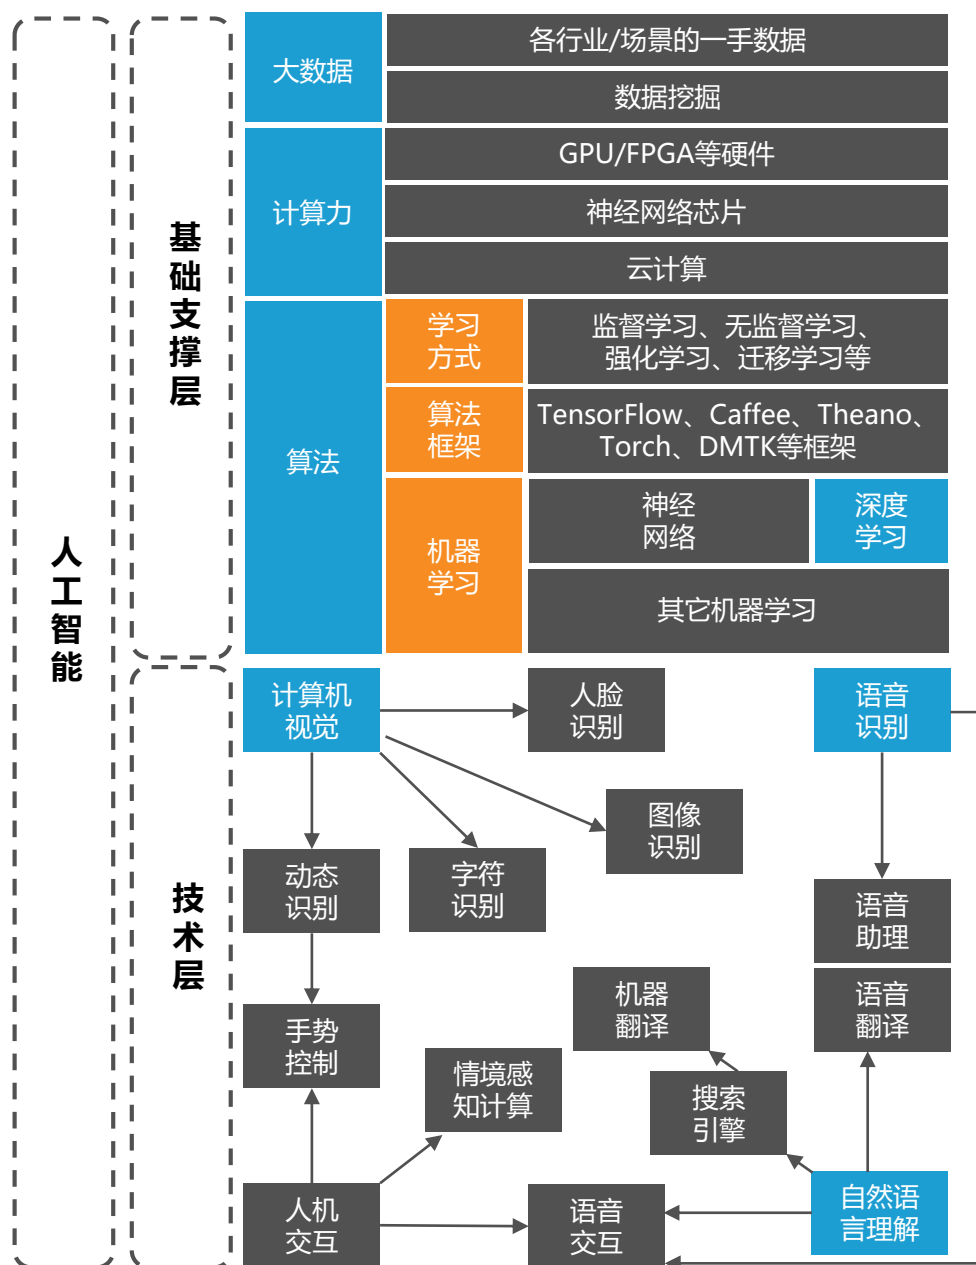 人工智能
基础支撑层
大数据
各行业/场景的一手数据
数据挖掘
计算力
GPU/FPGA等硬件
神经网络芯片
云计算
算法
学习
方式
监督学习、无监督学习、
强化学习、迁移学习等
算法
框架
TensorFlow、Caffee、Theano、
Torch、DMTK等框架
机器
学习
神经
网络
深度
学习
其它机器学习
技术层
计算机
视觉
人脸
识别
语音
识别
图像
识别
动态
识别
字符
识别
语音
助理
手势
控制
机器
翻译
语音
翻译
情境感
知计算
搜索
引擎
人机
交互
语音
交互
自然语
言理解